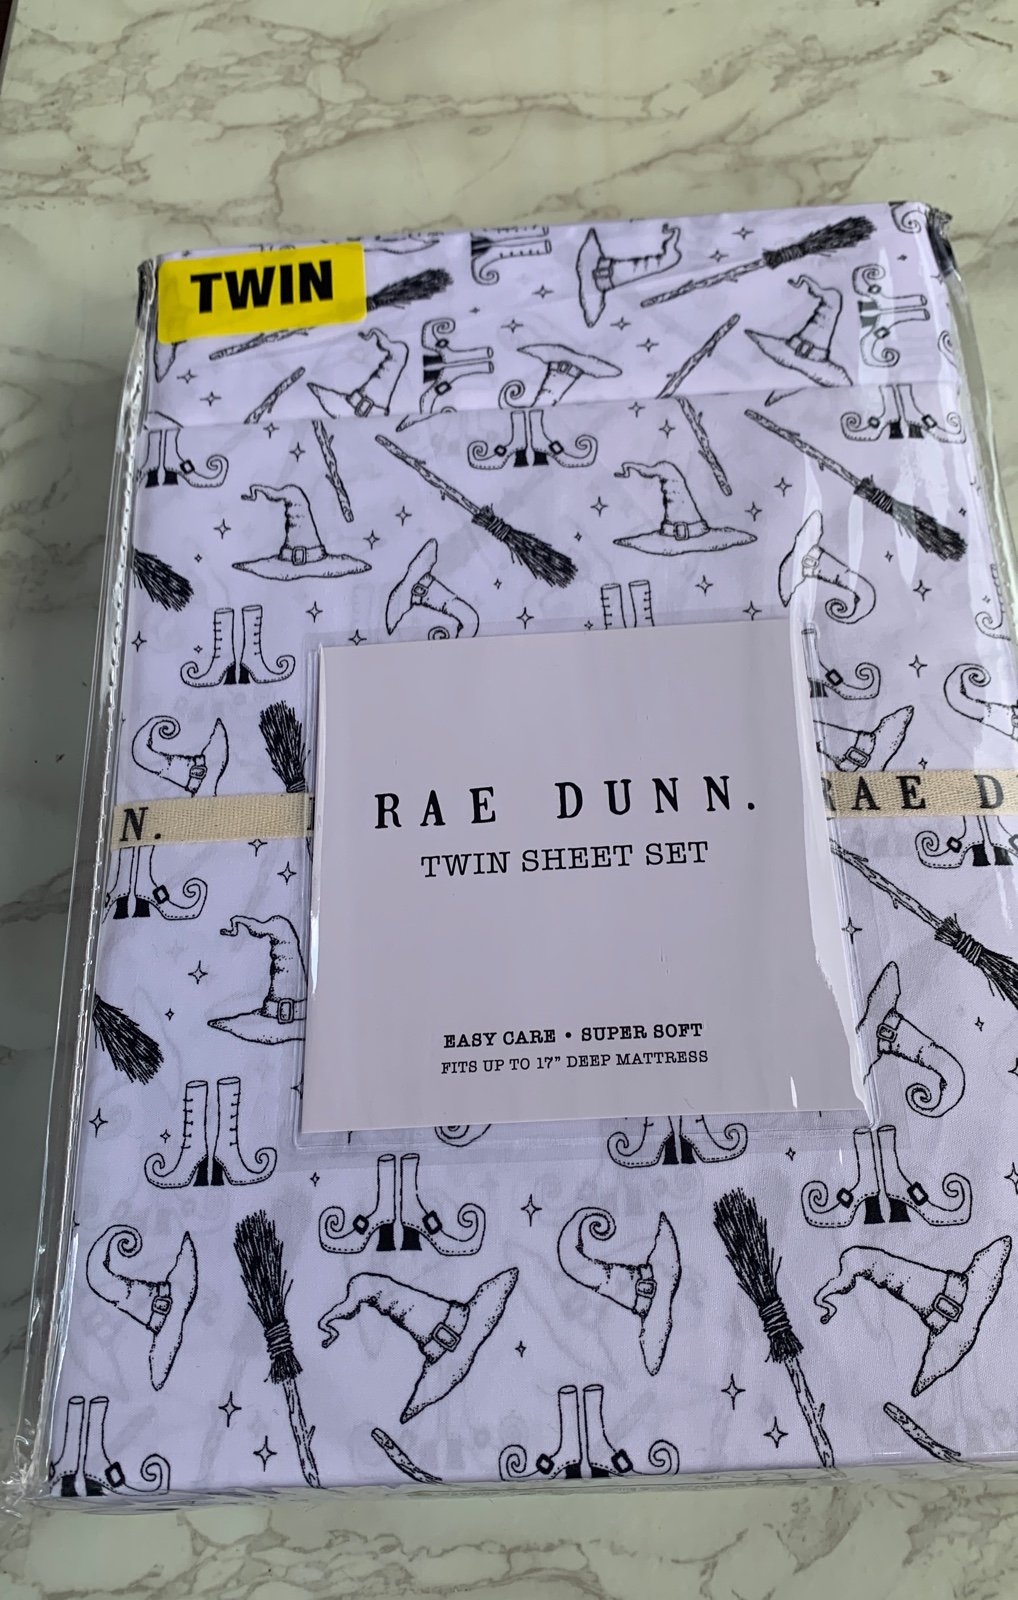 TWIN
N.
RAE D
RAE DUNN.
TWIN SHEET SET
EASY CARE • SUPER SOFT
FITS UP TO 17" DEEP MATTRESS